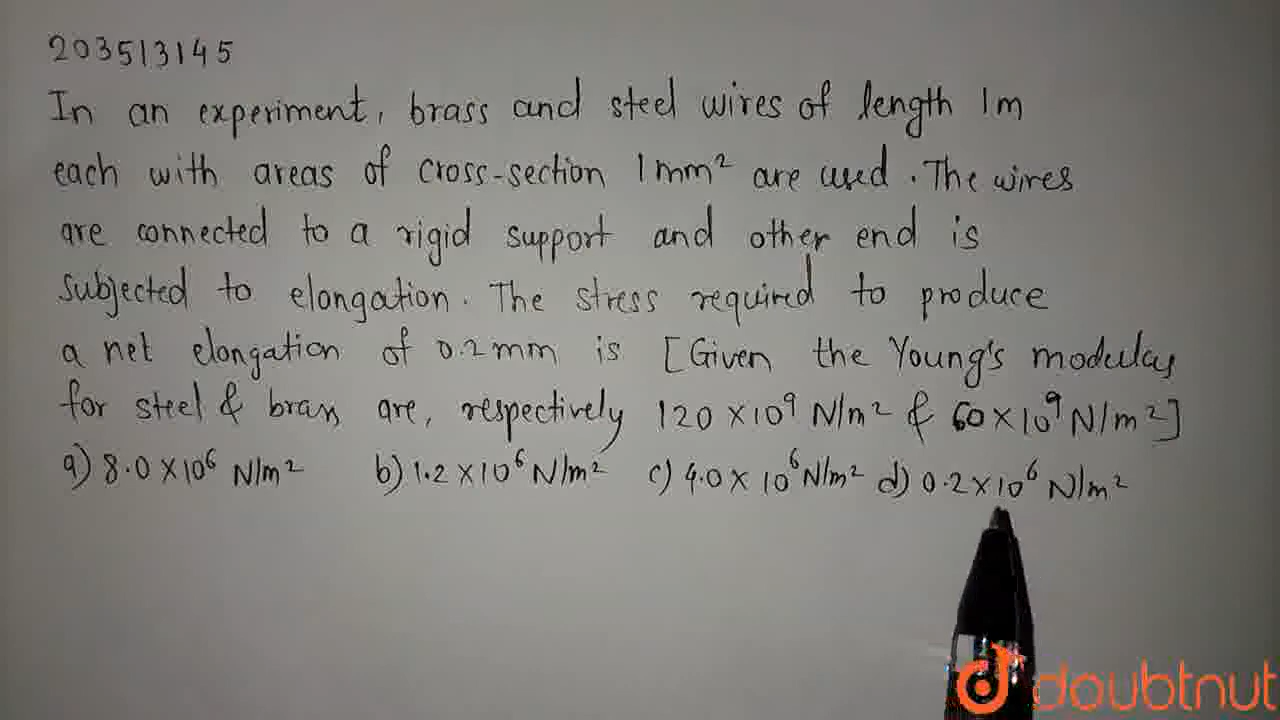 203513145
In an experiment, brass and steel wires of length 1m
each with areas of cross-section 1mm² are used. The wires
are connected to a rigid support and other end is
subjected to elongation. The stress required to produce
a net elongation of 0.2mm is [Given the Young's modulus
for steel & brass are, respectively 120 × 10⁹ N/m² & 60×10⁹ N/m²]
a) 8.0 × 10⁶ N/m² b) 1.2 × 10⁶ N/m² c) 4.0 × 10⁶ N/m² d) 0.2×10⁶ N/m²
doubtnut